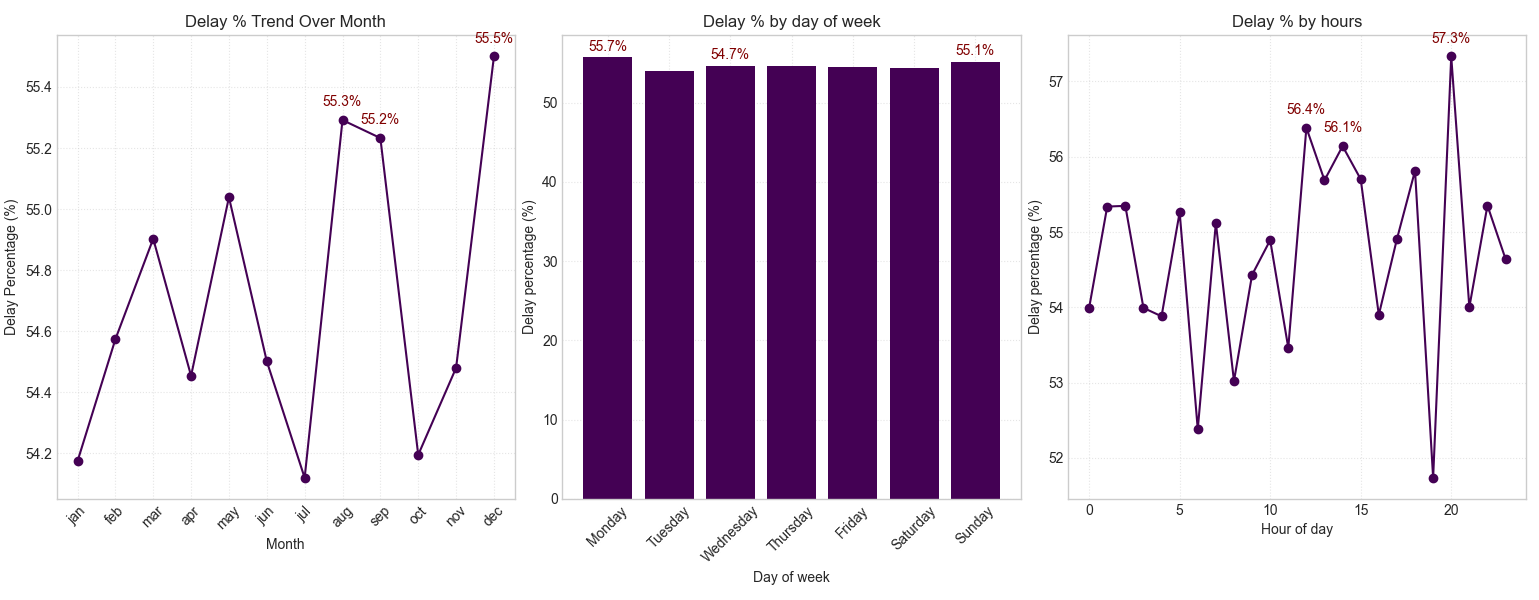 Delay % Trend Over Month
55.5%
55.3%
55.2%
55.4
55.2
55.0
54.8
54.6
54.4
54.2
Delay Percentage (%)
jan feb mar apr may jun jul aug sep oct nov dec
Month
Delay % by day of week
55.7%
54.7%
55.1%
50
40
30
20
10
0
Delay percentage (%)
Monday Tuesday Wednesday Thursday Friday Saturday Sunday
Day of week
Delay % by hours
57.3%
56.4%
56.1%
57
56
55
54
53
52
Delay percentage (%)
0 5 10 15 20
Hour of day